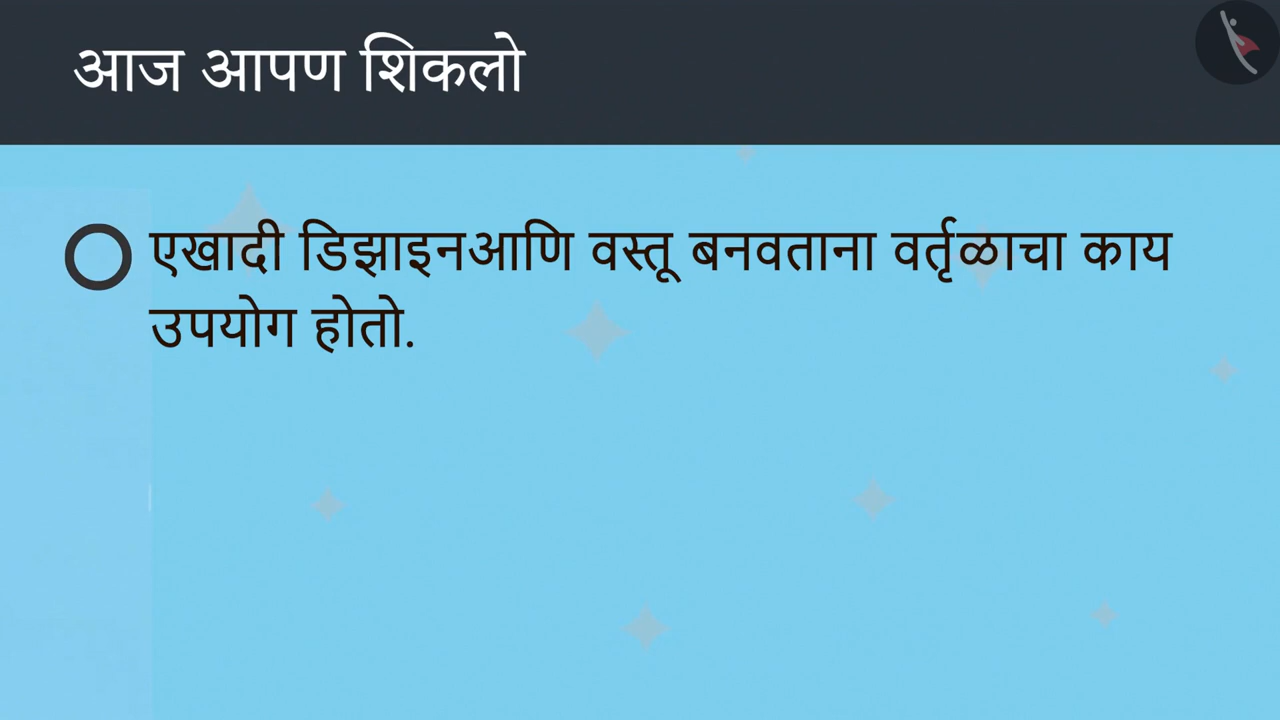 आज आपण शिकलो
एखादी डिझाइनआणि वस्तू बनवताना वर्तृळाचा काय
उपयोग होतो.